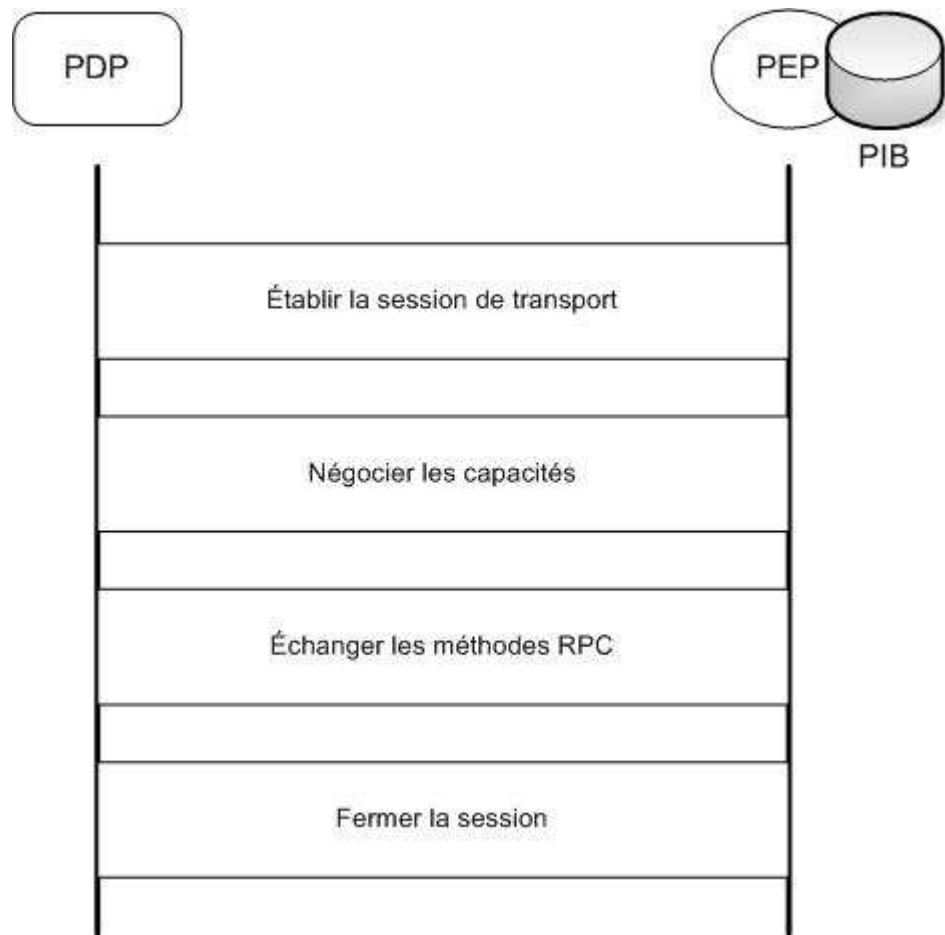 PDP
PEP
PIB
Établir la session de transport
Négocier les capacités
Échanger les méthodes RPC
Fermer la session